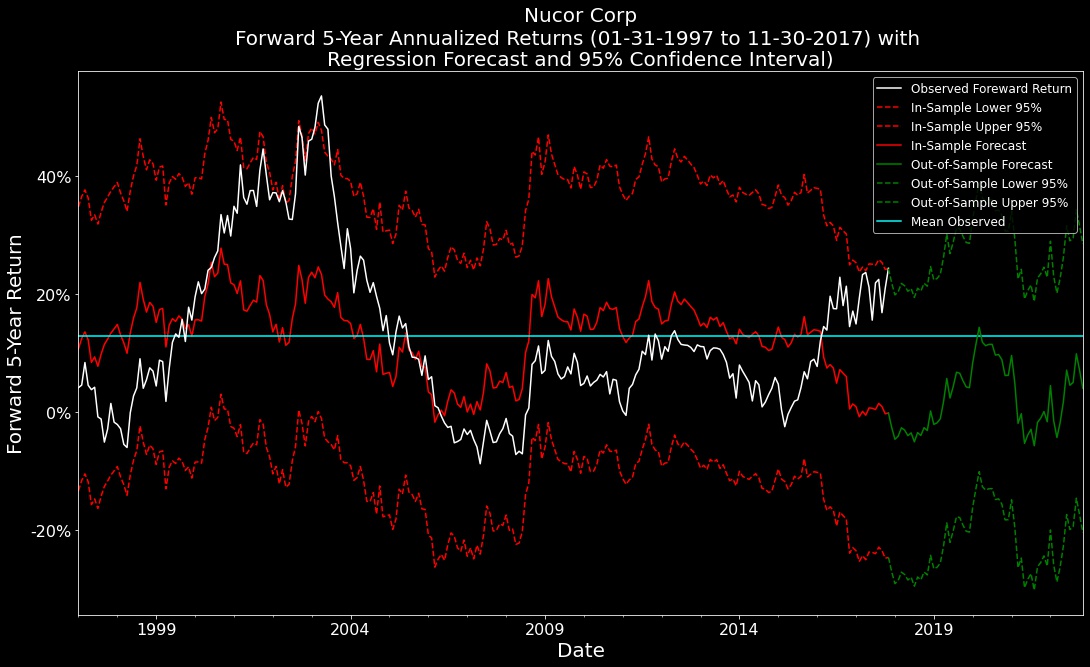 Nucor Corp
Forward 5-Year Annualized Returns (01-31-1997 to 11-30-2017) with
Regression Forecast and 95% Confidence Interval)
Observed Foreward Return
In-Sample Lower 95%
In-Sample Upper 95%
In-Sample Forecast
Out-of-Sample Forecast
Out-of-Sample Lower 95%
Out-of-Sample Upper 95%
Mean Observed
Forward 5-Year Return
40%
20%
0%
-20%
1999
2004
2009
2014
2019
Date